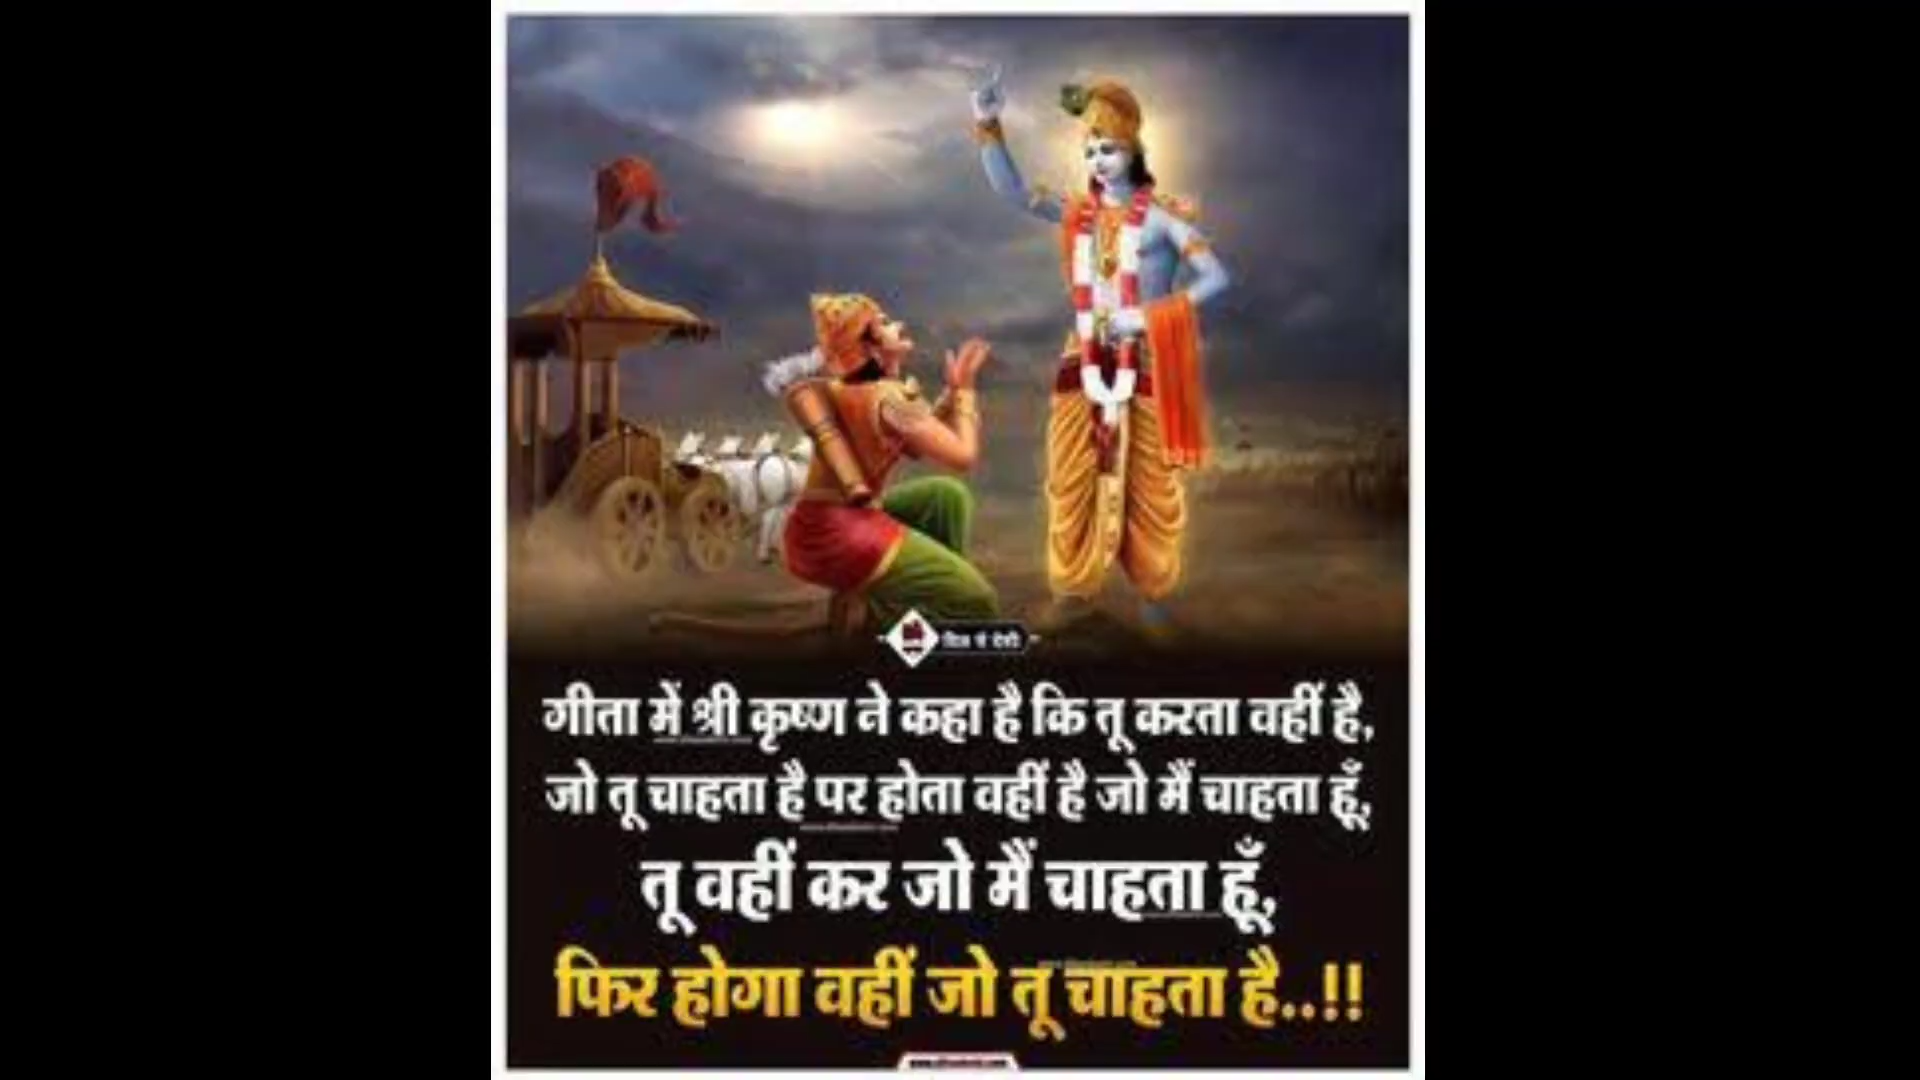 गीता में श्री कृष्ण ने कहा है कि तू करता वहीं है,
जो तू चाहता है पर होता वहीं है जो मैं चाहता हूँ,
तू वहीं कर जो मैं चाहता हूँ,
फिर होगा वहीं जो तू चाहता है..!!